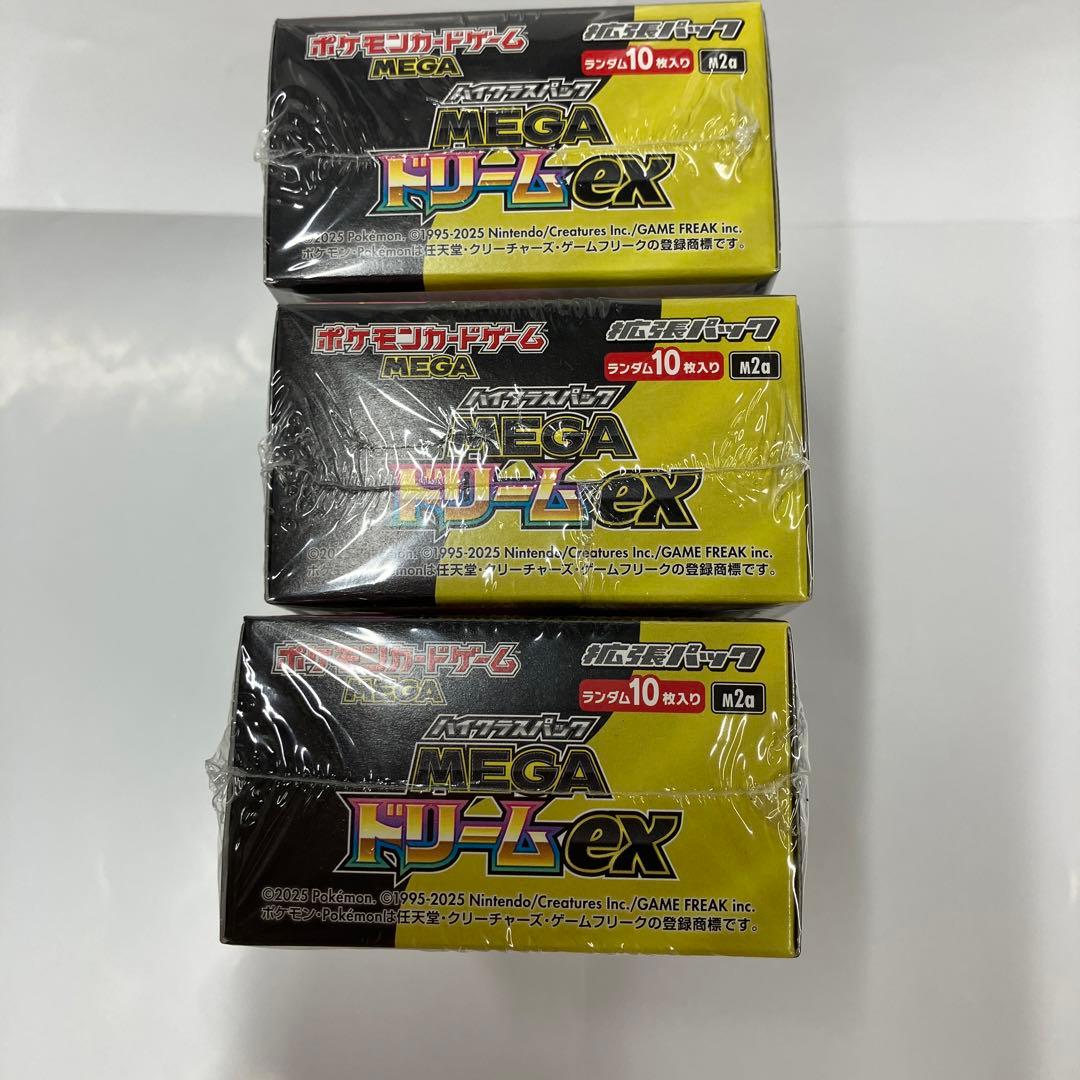 ポケモンカードゲーム
MEGA
拡張パック
ランダム10枚入り M2a
ハイクラスパック
MEGA
ドリームex
©2025 Pokémon. ©1995-2025 Nintendo/Creatures Inc./GAME FREAK inc.
ポケモン・Pokémonは任天堂・クリーチャーズ・ゲームフリークの登録商標です。
ポケモンカードゲーム
MEGA
拡張パック
ランダム10枚入り M2a
ハイクラスパック
MEGA
ドリームex
©1995-2025 Nintendo/Creatures Inc./GAME FREAK inc.
は任天堂・クリーチャーズ・ゲームフリークの登録商標です。
ポケモンカードゲーム
MEGA
拡張パック
ランダム10枚入り M2a
ハイクラスパック
MEGA
ドリームex
©2025 Pokémon. ©1995-2025 Nintendo/Creatures Inc./GAME FREAK inc.
ポケモン・Pokémonは任天堂・クリーチャーズ・ゲームフリークの登録商標です。